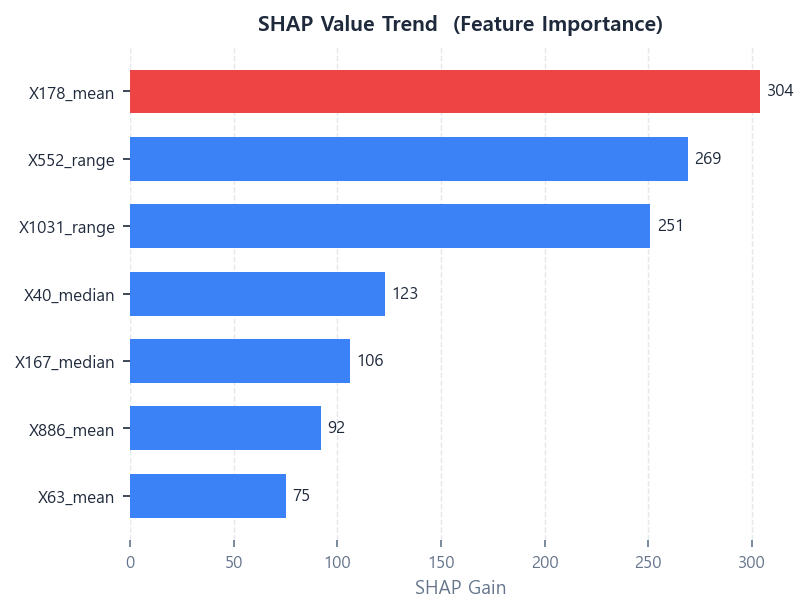 SHAP Value Trend (Feature Importance)
X178_mean 304
X552_range 269
X1031_range 251
X40_median 123
X167_median 106
X886_mean 92
X63_mean 75
0 50 100 150 200 250 300
SHAP Gain